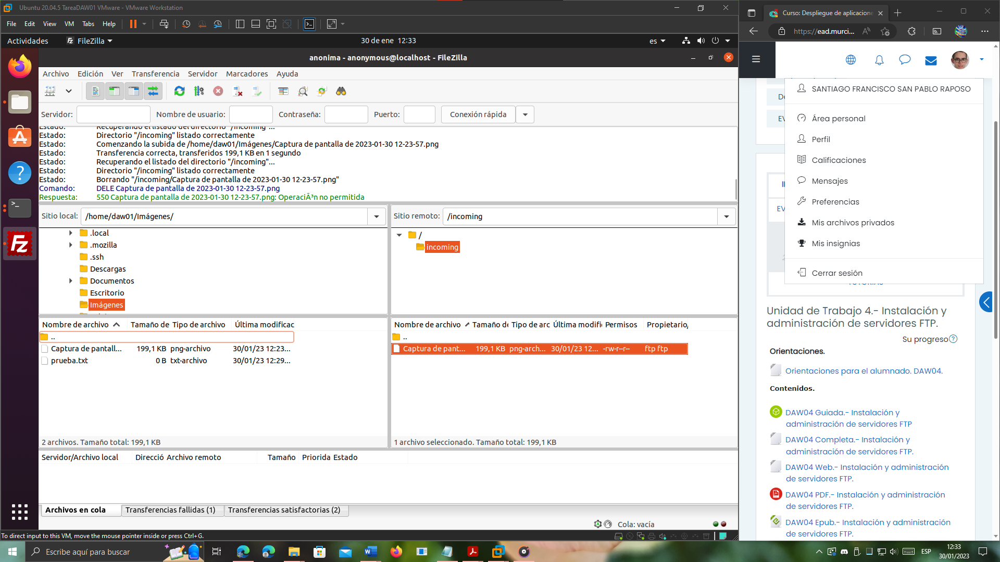 Ubuntu 20.04.5 TareaDAW01 VMware - VMware Workstation
File Edit View VM Tabs Help
Actividades FileZilla 30 de ene 12:33 es
anonima - anonymous@localhost - FileZilla
Archivo Edición Ver Transferencia Servidor Marcadores Ayuda
Servidor: Nombre de usuario: Contraseña: Puerto: Conexión rápida
Estado: Recuperando el listado del directorio "/incoming"...
Estado: Directorio "/incoming" listado correctamente
Estado: Comenzando la subida de /home/daw01/Imágenes/Captura de pantalla de 2023-01-30 12-23-57.png
Estado: Transferencia correcta, transferidos 199,1 KB en 1 segundo
Estado: Recuperando el listado del directorio "/incoming"...
Estado: Directorio "/incoming" listado correctamente
Estado: Borrando "/incoming/Captura de pantalla de 2023-01-30 12-23-57.png"
Comando: DELE Captura de pantalla de 2023-01-30 12-23-57.png
Respuesta: 550 Captura de pantalla de 2023-01-30 12-23-57.png: OperaciÃ³n no permitida
Sitio local: /home/daw01/Imágenes/
.local
.mozilla
.ssh
Descargas
Documentos
Escritorio
Imágenes
Sitio remoto: /incoming
/
incoming
Nombre de archivo Tamaño de Tipo de archivo Última modificac
..
Captura de pantall... 199,1 KB png-archivo 30/01/23 12:23...
prueba.txt 0 B txt-archivo 30/01/23 12:29...
2 archivos. Tamaño total: 199,1 KB
Nombre de archivo Tamaño de Tipo de arc Última modifi Permisos Propietario/
..
Captura de pant... 199,1 KB png-arch... 30/01/23 12... -rw-r--r-- ftp ftp
1 archivo seleccionado. Tamaño total: 199,1 KB
Servidor/Archivo local Direcció Archivo remoto Tamaño Priorida Estado
Archivos en cola Transferencias fallidas (1) Transferencias satisfactorias (2)
Cola: vacía
To direct input to this VM, move the mouse pointer inside or press Ctrl+G.
Curso: Despliegue de aplicacione
https://ead.murci...
SANTIAGO FRANCISCO SAN PABLO RAPOSO
Área personal
Perfil
Calificaciones
Mensajes
Preferencias
Mis archivos privados
Mis insignias
Cerrar sesión
EV
EV
Unidad de Trabajo 4.- Instalación y
administración de servidores FTP.
Su progreso
Orientaciones.
Orientaciones para el alumnado. DAW04.
Contenidos.
DAW04 Guiada.- Instalación y
administración de servidores FTP
DAW04 Completa.- Instalación y
administración de servidores FTP.
DAW04 Web.- Instalación y administración
de servidores FTP.
DAW04 PDF.- Instalación y administración
de servidores FTP.
DAW04 Epub.- Instalación y administración
de servidores FTP.
Escribe aquí para buscar
ESP
12:33
30/01/2023